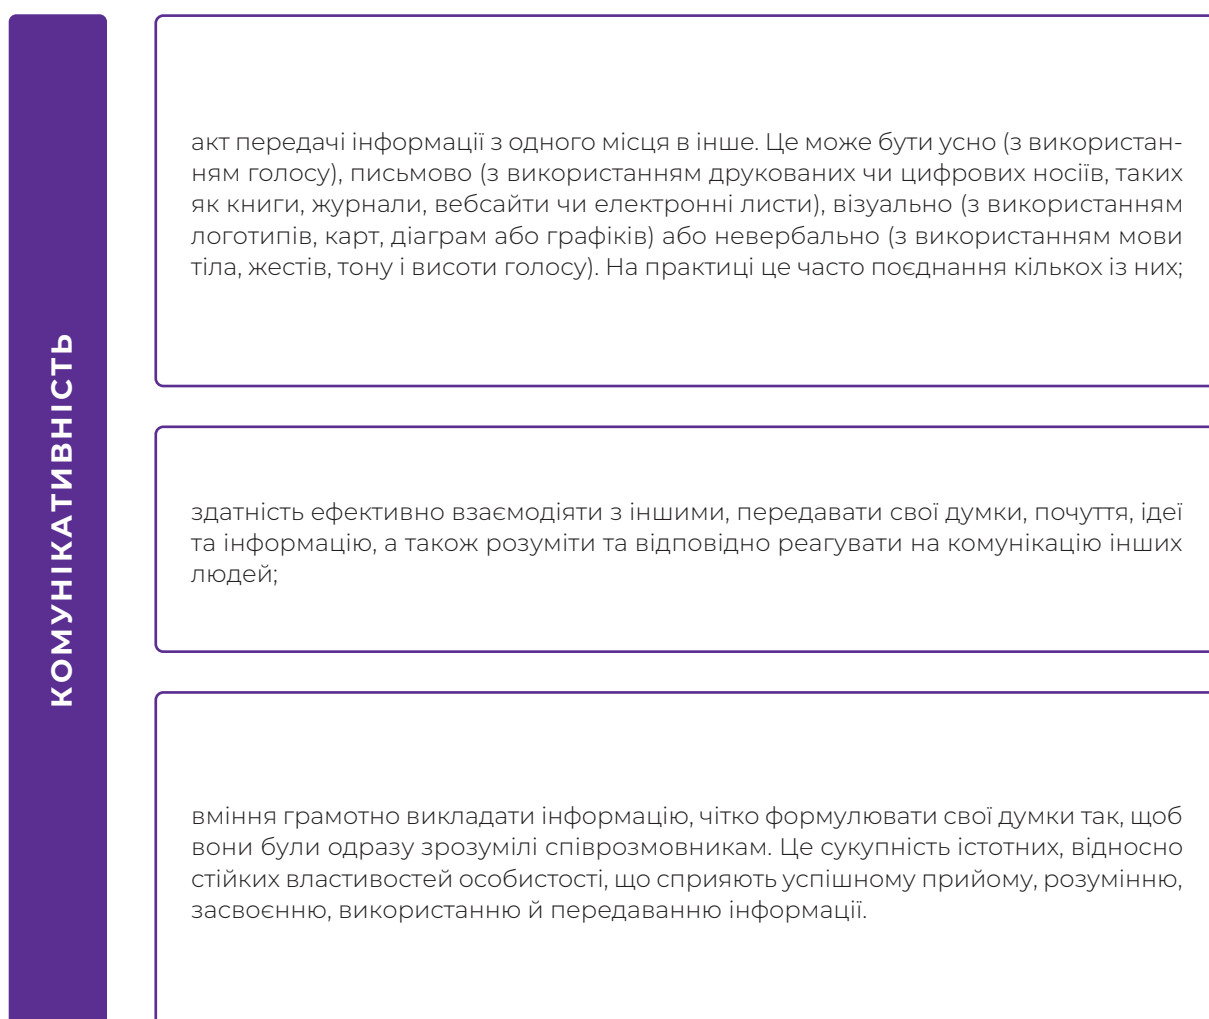 КОМУНІКАТИВНІСТЬ
акт передачі інформації з одного місця в інше. Це може бути усно (з використан-
ням голосу), письмово (з використанням друкованих чи цифрових носіїв, таких
як книги, журнали, вебсайти чи електронні листи), візуально (з використанням
логотипів, карт, діаграм або графіків) або невербально (з використанням мови
тіла, жестів, тону і висоти голосу). На практиці це часто поєднання кількох із них;
здатність ефективно взаємодіяти з іншими, передавати свої думки, почуття, ідеї
та інформацію, а також розуміти та відповідно реагувати на комунікацію інших
людей;
вміння грамотно викладати інформацію, чітко формулювати свої думки так, щоб
вони були одразу зрозумілі співрозмовникам. Це сукупність істотних, відносно
стійких властивостей особистості, що сприяють успішному прийому, розумінню,
засвоєнню, використанню й передаванню інформації.